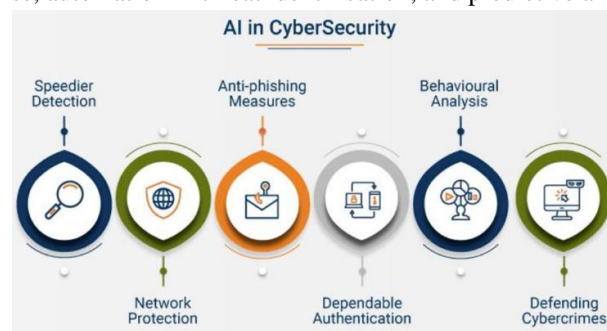 AI in CyberSecurity
Speedier
Detection
Anti-phishing
Measures
Behavioural
Analysis
Network
Protection
Dependable
Authentication
Defending
Cybercrimes